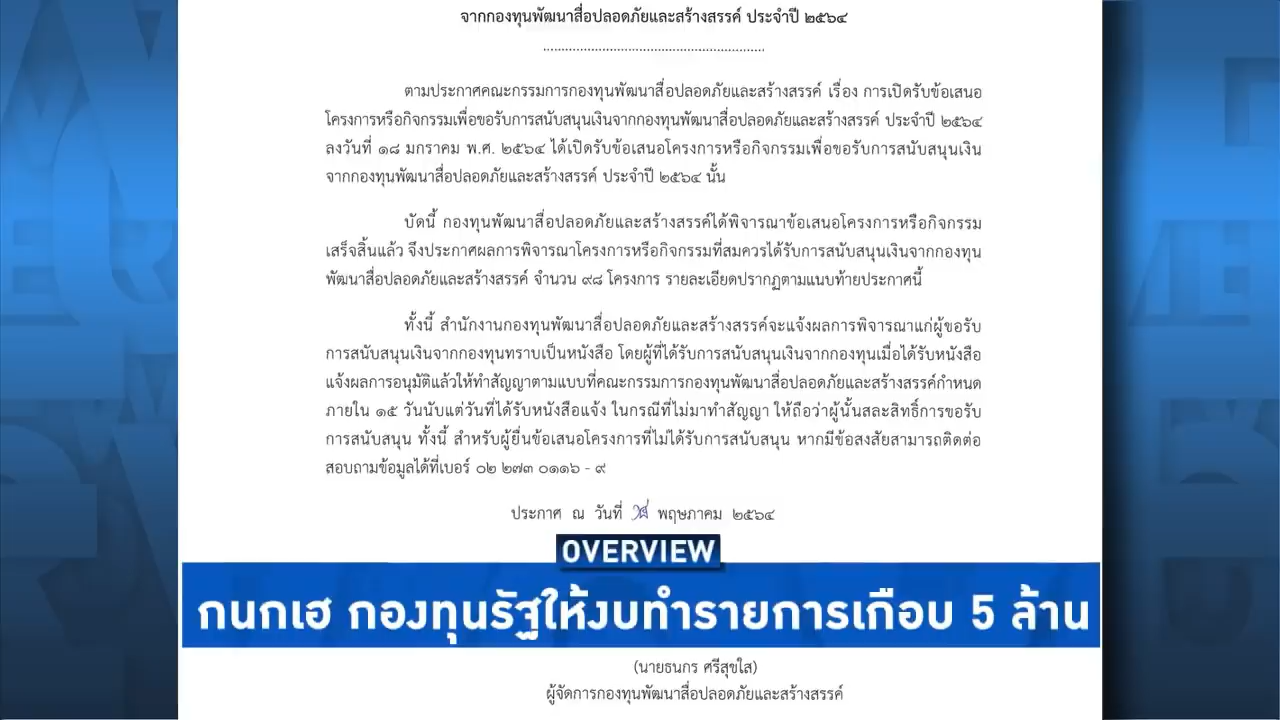 จากกองทุนพัฒนาสื่อปลอดภัยและสร้างสรรค์ ประจำปี ๒๕๖๔
ตามประกาศคณะกรรมการกองทุนพัฒนาสื่อปลอดภัยและสร้างสรรค์ เรื่อง การเปิดรับข้อเสนอ
โครงการหรือกิจกรรมเพื่อขอรับการสนับสนุนเงินจากกองทุนพัฒนาสื่อปลอดภัยและสร้างสรรค์ ประจำปี ๒๕๖๔
ลงวันที่ ๑๘ มกราคม พ.ศ. ๒๕๖๔ ได้เปิดรับข้อเสนอโครงการหรือกิจกรรมเพื่อขอรับการสนับสนุนเงิน
จากกองทุนพัฒนาสื่อปลอดภัยและสร้างสรรค์ ประจำปี ๒๕๖๔ นั้น
บัดนี้ กองทุนพัฒนาสื่อปลอดภัยและสร้างสรรค์ได้พิจารณาข้อเสนอโครงการหรือกิจกรรม
เสร็จสิ้นแล้ว จึงประกาศผลการพิจารณาโครงการหรือกิจกรรมที่สมควรได้รับการสนับสนุนเงินจากกองทุน
พัฒนาสื่อปลอดภัยและสร้างสรรค์ จำนวน ๙๘ โครงการ รายละเอียดปรากฏตามแนบท้ายประกาศนี้
ทั้งนี้ สำนักงานกองทุนพัฒนาสื่อปลอดภัยและสร้างสรรค์จะแจ้งผลการพิจารณาแก่ผู้ขอรับ
การสนับสนุนเงินจากกองทุนทราบเป็นหนังสือ โดยผู้ที่ได้รับการสนับสนุนเงินจากกองทุนเมื่อได้รับหนังสือ
แจ้งผลการอนุมัติแล้วให้ทำสัญญาตามแบบที่คณะกรรมการกองทุนพัฒนาสื่อปลอดภัยและสร้างสรรค์กำหนด
ภายใน ๑๕ วันนับแต่วันที่ได้รับหนังสือแจ้ง ในกรณีที่ไม่มาทำสัญญา ให้ถือว่าผู้นั้นสละสิทธิ์การขอรับ
การสนับสนุน ทั้งนี้ สำหรับผู้ยื่นข้อเสนอโครงการที่ไม่ได้รับการสนับสนุน หากมีข้อสงสัยสามารถติดต่อ
สอบถามข้อมูลได้ที่เบอร์ ๐๒ ๒๗๓ ๐๑๑๖ - ๙
ประกาศ ณ วันที่ พฤษภาคม ๒๕๖๔
OVERVIEW
กนกเฮ กองทุนรัฐให้งบทำรายการเกือบ 5 ล้าน
(นายธนกร ศรีสุขใส)
ผู้จัดการกองทุนพัฒนาสื่อปลอดภัยและสร้างสรรค์